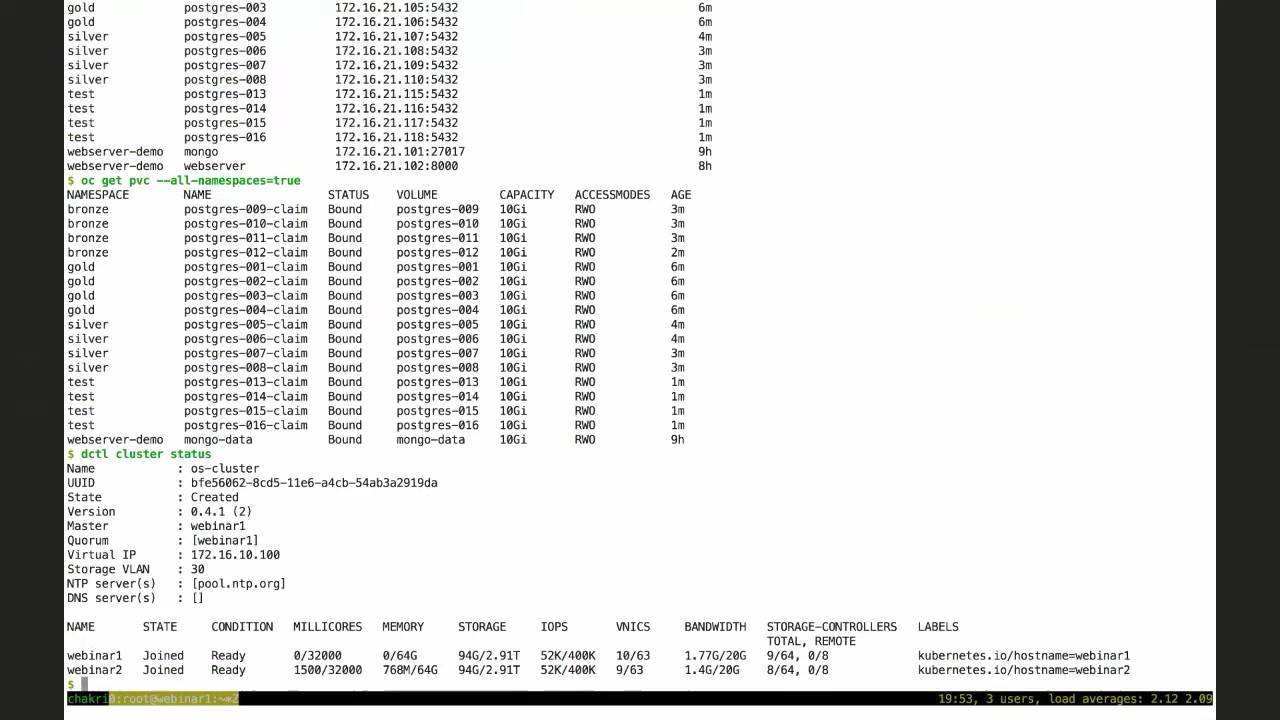 gold postgres-003 172.16.21.105:5432 6m
gold postgres-004 172.16.21.106:5432 6m
silver postgres-005 172.16.21.107:5432 4m
silver postgres-006 172.16.21.108:5432 3m
silver postgres-007 172.16.21.109:5432 3m
silver postgres-008 172.16.21.110:5432 3m
test postgres-013 172.16.21.115:5432 1m
test postgres-014 172.16.21.116:5432 1m
test postgres-015 172.16.21.117:5432 1m
test postgres-016 172.16.21.118:5432 1m
webserver-demo mongo 172.16.21.101:27017 9h
webserver-demo webserver 172.16.21.102:8000 8h
$ oc get pvc --all-namespaces=true
NAMESPACE NAME STATUS VOLUME CAPACITY ACCESSMODES AGE
bronze postgres-009-claim Bound postgres-009 10Gi RWO 3m
bronze postgres-010-claim Bound postgres-010 10Gi RWO 3m
bronze postgres-011-claim Bound postgres-011 10Gi RWO 3m
bronze postgres-012-claim Bound postgres-012 10Gi RWO 2m
gold postgres-001-claim Bound postgres-001 10Gi RWO 6m
gold postgres-002-claim Bound postgres-002 10Gi RWO 6m
gold postgres-003-claim Bound postgres-003 10Gi RWO 6m
gold postgres-004-claim Bound postgres-004 10Gi RWO 6m
silver postgres-005-claim Bound postgres-005 10Gi RWO 4m
silver postgres-006-claim Bound postgres-006 10Gi RWO 4m
silver postgres-007-claim Bound postgres-007 10Gi RWO 3m
silver postgres-008-claim Bound postgres-008 10Gi RWO 3m
test postgres-013-claim Bound postgres-013 10Gi RWO 1m
test postgres-014-claim Bound postgres-014 10Gi RWO 1m
test postgres-015-claim Bound postgres-015 10Gi RWO 1m
test postgres-016-claim Bound postgres-016 10Gi RWO 1m
webserver-demo mongo-data Bound mongo-data 10Gi RWO 9h
$ dctl cluster status
Name : os-cluster
UUID : bfe56062-8cd5-11e6-a4cb-54ab3a2919da
State : Created
Version : 0.4.1 (2)
Master : webinar1
Quorum : [webinar1]
Virtual IP : 172.16.10.100
Storage VLAN : 30
NTP server(s) : [pool.ntp.org]
DNS server(s) : []
NAME STATE CONDITION MILLICORES MEMORY STORAGE IOPS VNICS BANDWIDTH STORAGE-CONTROLLERS LABELS
TOTAL, REMOTE
webinar1 Joined Ready 0/32000 0/64G 94G/2.91T 52K/400K 10/63 1.77G/20G 9/64, 0/8 kubernetes.io/hostname=webinar1
webinar2 Joined Ready 1500/32000 768M/64G 94G/2.91T 52K/400K 9/63 1.4G/20G 8/64, 0/8 kubernetes.io/hostname=webinar2
$
chakri0:root@webinar1:~*Z 19:53, 3 users, load averages: 2.12 2.09